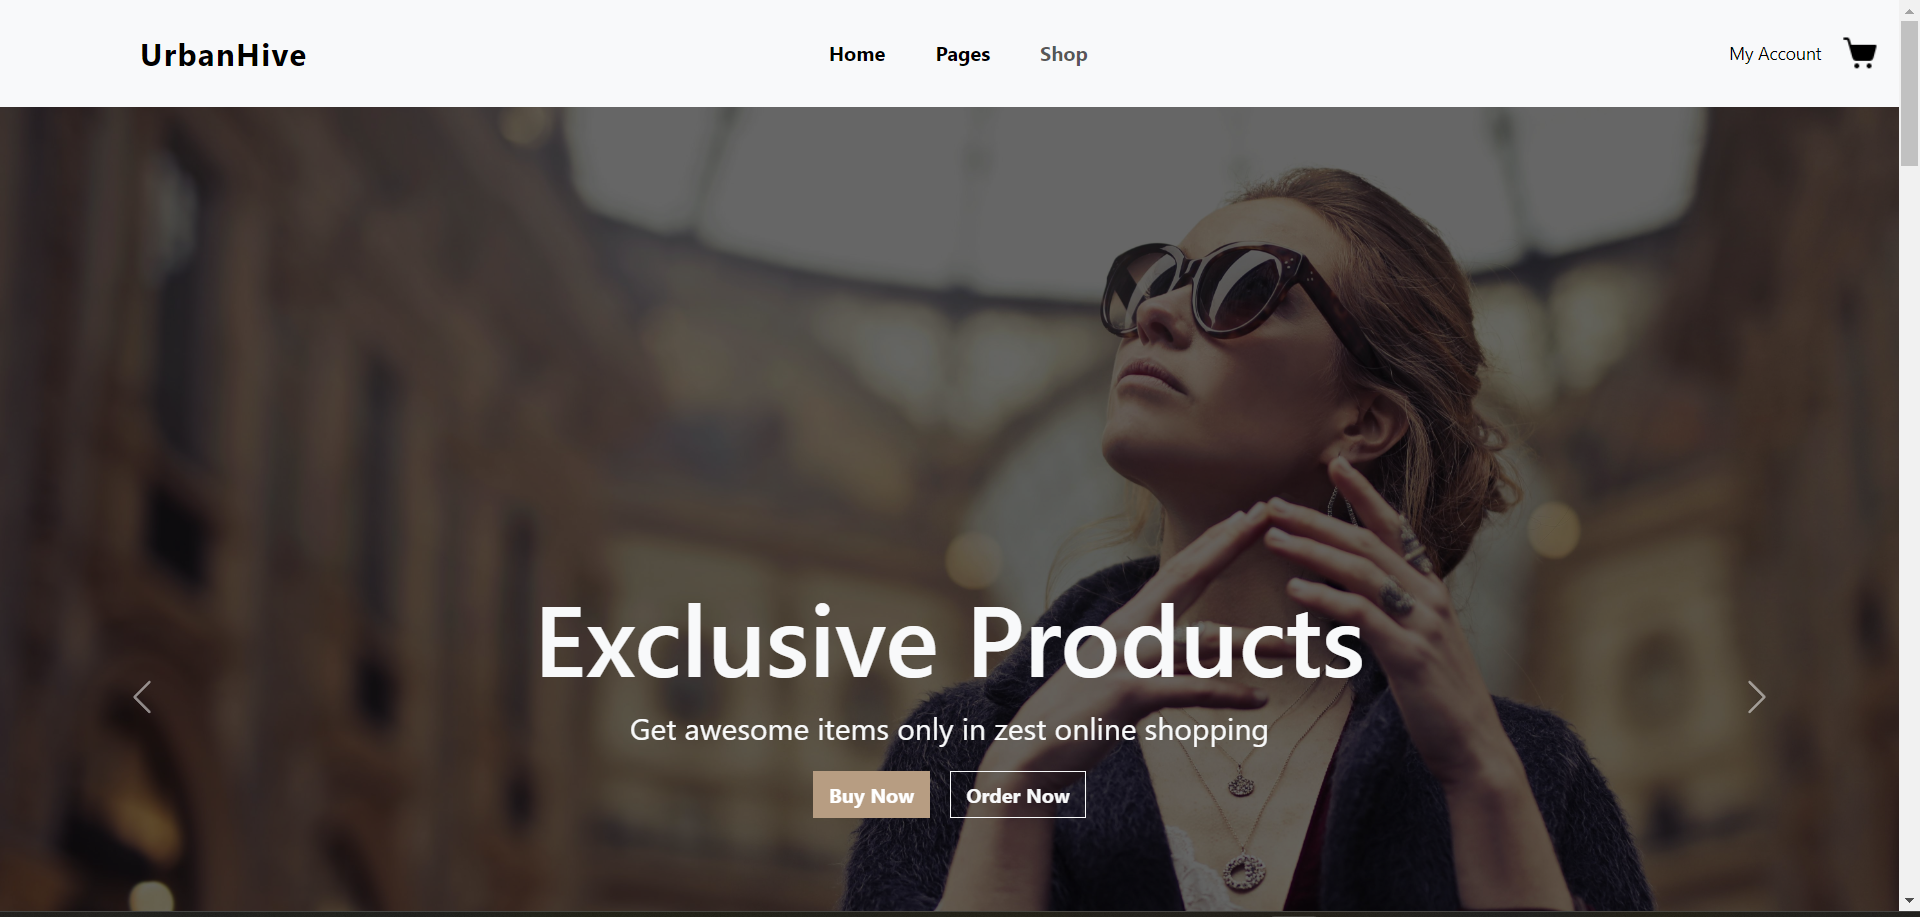 UrbanHive
Home
Pages
Shop
My Account
Exclusive Products
Get awesome items only in zest online shopping
Buy Now
Order Now